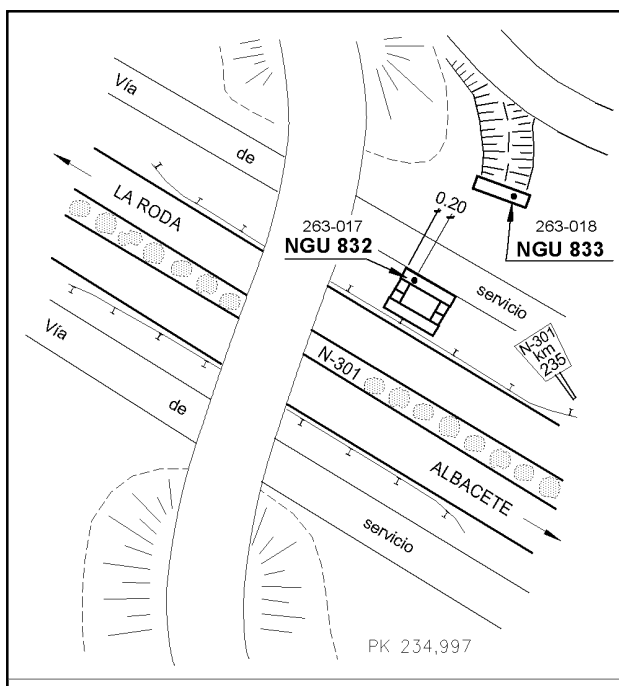 Vía
de
LA RODA
0.20
263-017
NGU 832
263-018
NGU 833
servicio
N-301
km
235
Vía
de
N-301
ALBACETE
servicio
PK 234,997